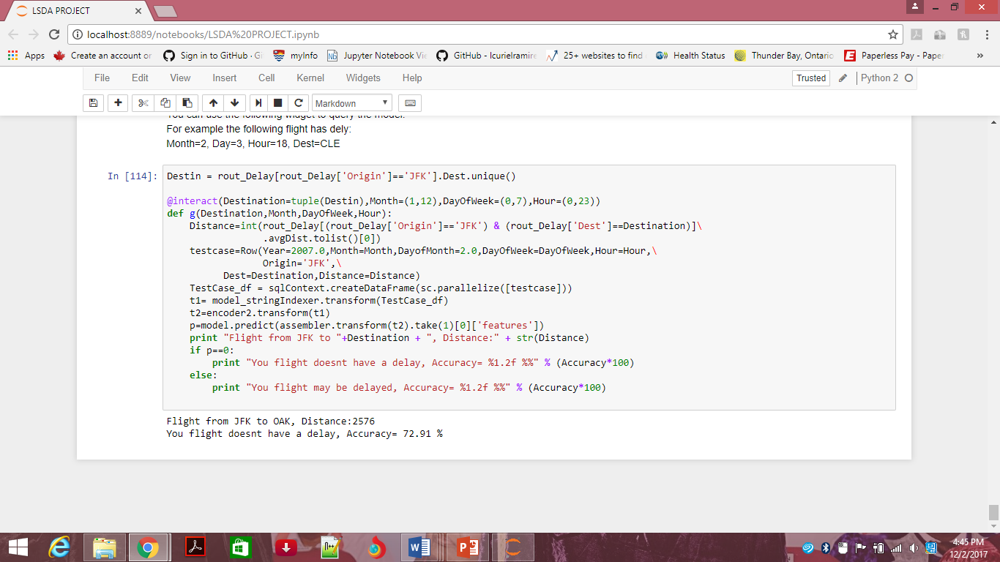 LSDA PROJECT
localhost:8889/notebooks/LSDA%20PROJECT.ipynb
Apps Create an account or Sign in to GitHub · Gi myInfo Jupyter Notebook Vie GitHub - lcurielramire 25+ websites to find Health Status Thunder Bay, Ontario Paperless Pay - Paper »
File Edit View Insert Cell Kernel Widgets Help Trusted Python 2
Markdown
You can use the following widget to query the model.
For example the following flight has dely:
Month=2, Day=3, Hour=18, Dest=CLE
In [114]: Destin = rout_Delay[rout_Delay['Origin']=='JFK'].Dest.unique()
@interact(Destination=tuple(Destin),Month=(1,12),DayOfWeek=(0,7),Hour=(0,23))
def g(Destination,Month,DayOfWeek,Hour):
    Distance=int(rout_Delay[(rout_Delay['Origin']=='JFK') & (rout_Delay['Dest']==Destination)]\
                 .avgDist.tolist()[0])
    testcase=Row(Year=2007.0,Month=Month,DayofMonth=2.0,DayOfWeek=DayOfWeek,Hour=Hour,\
                 Origin='JFK',\
          Dest=Destination,Distance=Distance)
    TestCase_df = sqlContext.createDataFrame(sc.parallelize([testcase]))
    t1= model_stringIndexer.transform(TestCase_df)
    t2=encoder2.transform(t1)
    p=model.predict(assembler.transform(t2).take(1)[0]['features'])
    print "Flight from JFK to "+Destination + ", Distance:" + str(Distance)
    if p==0:
        print "You flight doesnt have a delay, Accuracy= %1.2f %%" % (Accuracy*100)
    else:
        print "You flight may be delayed, Accuracy= %1.2f %%" % (Accuracy*100)
Flight from JFK to OAK, Distance:2576
You flight doesnt have a delay, Accuracy= 72.91 %
4:45 PM
12/2/2017